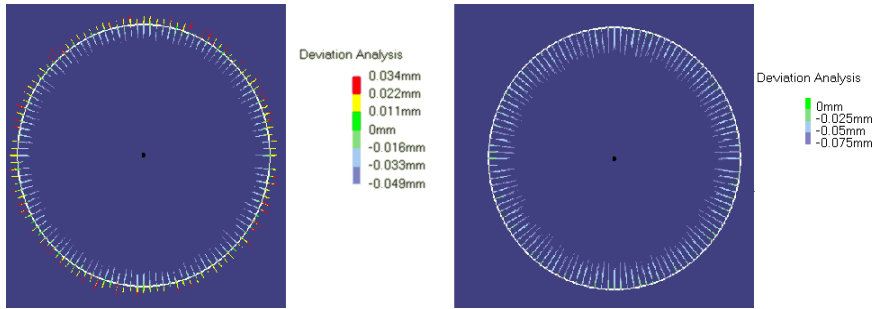 Deviation Analysis
0.034mm
0.022mm
0.011mm
0mm
-0.016mm
-0.033mm
-0.049mm
Deviation Analysis
0mm
-0.025mm
-0.05mm
-0.075mm